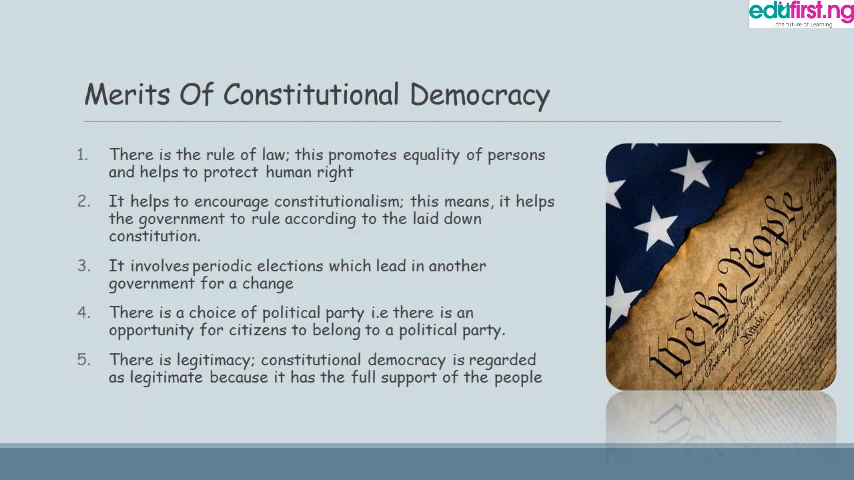 edufirst.ng
the future of learning
Merits Of Constitutional Democracy
1. There is the rule of law; this promotes equality of persons
and helps to protect human right
2. It helps to encourage constitutionalism; this means, it helps
the government to rule according to the laid down
constitution.
3. It involves periodic elections which lead in another
government for a change
4. There is a choice of political party i.e there is an
opportunity for citizens to belong to a political party.
5. There is legitimacy; constitutional democracy is regarded
as legitimate because it has the full support of the people
We the People